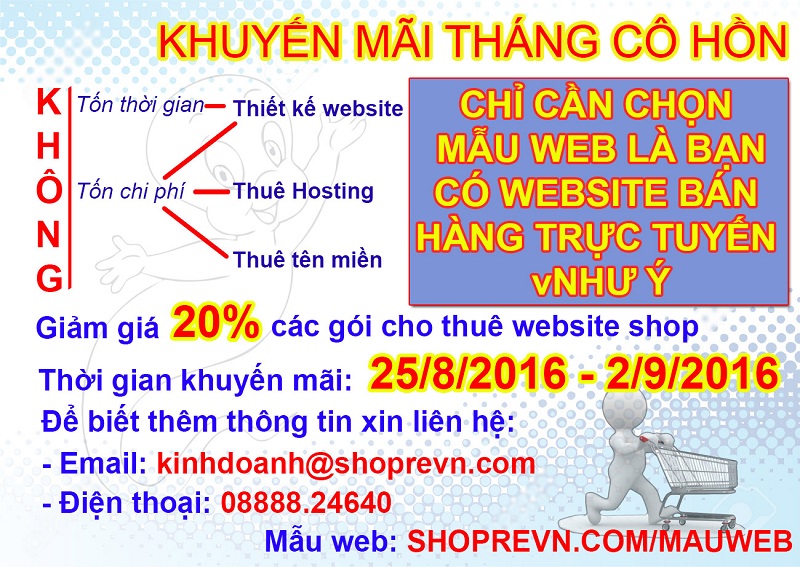 KHUYẾN MÃI THÁNG CÔ HỒN
KHÔNG
Tốn thời gian
Thiết kế website
Tốn chi phí
Thuê Hosting
Thuê tên miền
CHỈ CẦN CHỌN
MẪU WEB LÀ BẠN
CÓ WEBSITE BÁN
HÀNG TRỰC TUYẾN
vNHƯ Ý
Giảm giá 20% các gói cho thuê website shop
Thời gian khuyến mãi: 25/8/2016 - 2/9/2016
Để biết thêm thông tin xin liên hệ:
- Email: kinhdoanh@shoprevn.com
- Điện thoại: 08888.24640
Mẫu web: SHOPREVN.COM/MAUWEB